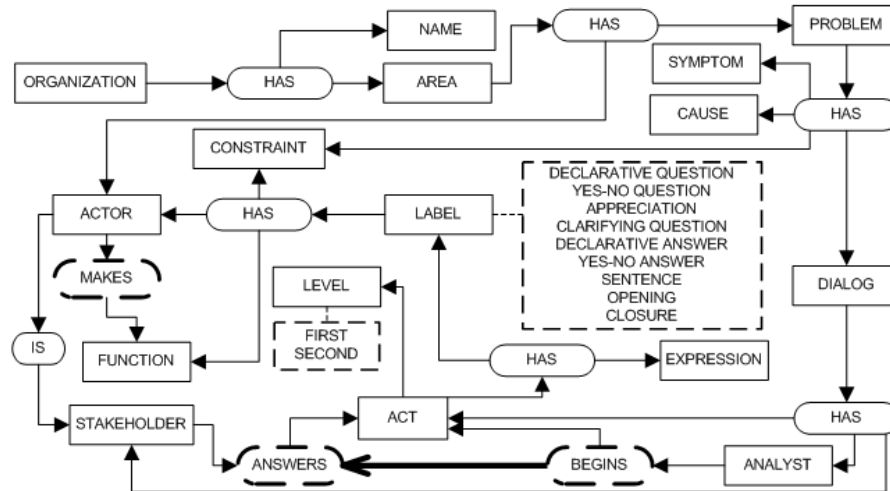 NAME
HAS
PROBLEM
ORGANIZATION
HAS
AREA
SYMPTOM
CAUSE
HAS
CONSTRAINT
DECLARATIVE QUESTION
YES-NO QUESTION
APPRECIATION
CLARIFYING QUESTION
DECLARATIVE ANSWER
YES-NO ANSWER
SENTENCE
OPENING
CLOSURE
ACTOR
HAS
LABEL
MAKES
LEVEL
DIALOG
FIRST
SECOND
IS
FUNCTION
HAS
EXPRESSION
STAKEHOLDER
ACT
HAS
ANSWERS
BEGINS
ANALYST